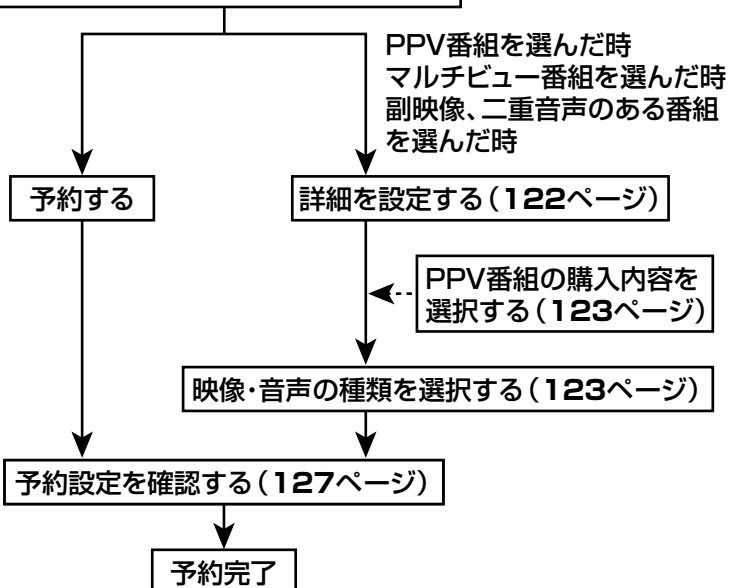 PPV番組を選んだ時
マルチビュー番組を選んだ時
副映像、二重音声のある番組
を選んだ時
予約する
詳細を設定する(122ページ)
PPV番組の購入内容を
選択する(123ページ)
映像・音声の種類を選択する(123ページ)
予約設定を確認する(127ページ)
予約完了